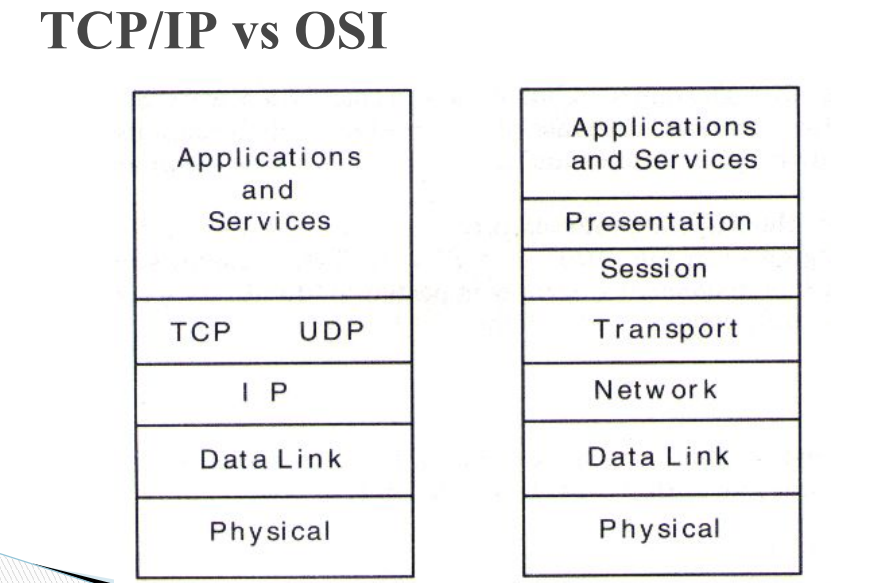 TCP/IP vs OSI
Applications
and
Services
TCP UDP
IP
Data Link
Physical
Applications
and Services
Presentation
Session
Transport
Network
Data Link
Physical